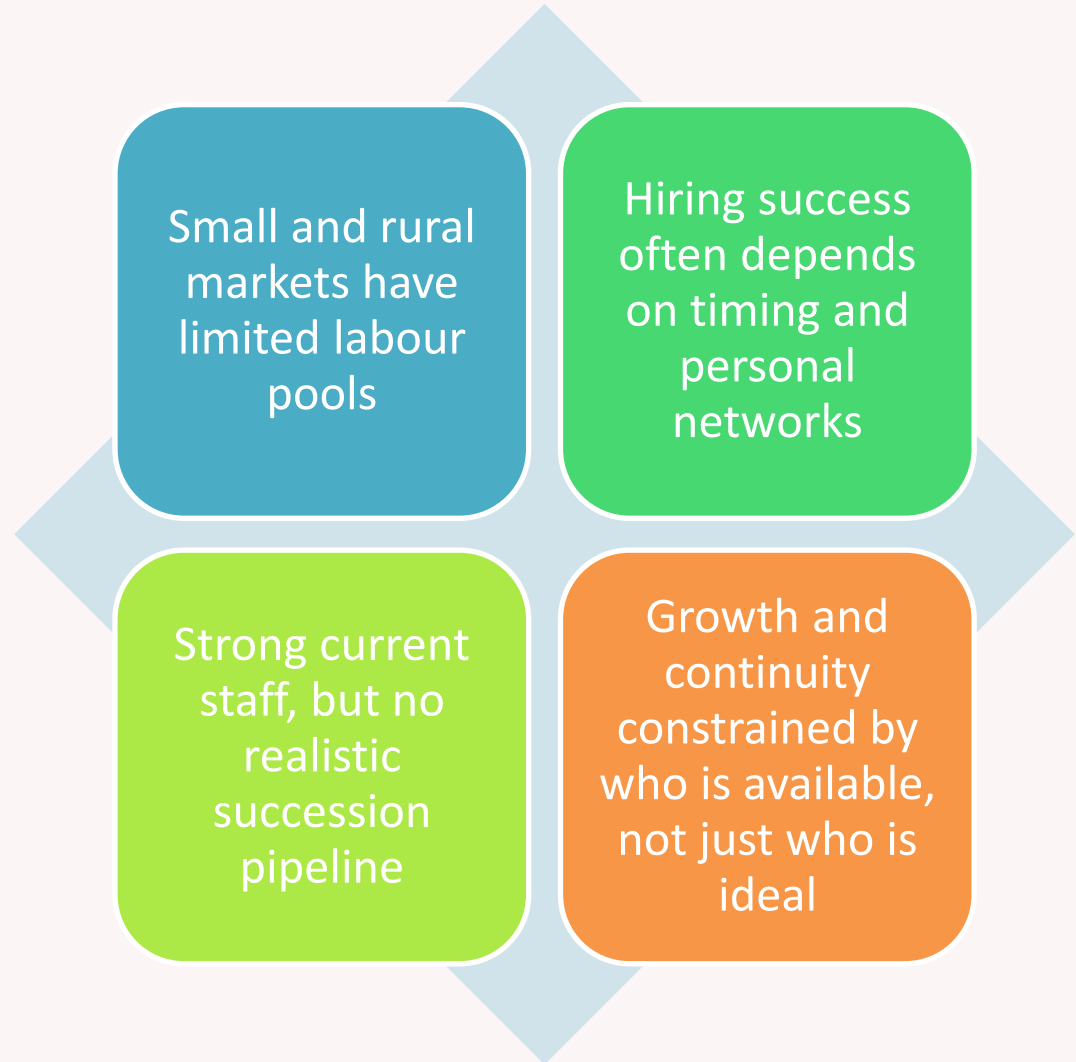 Small and rural
markets have
limited labour
pools
Hiring success
often depends
on timing and
personal
networks
Strong current
staff, but no
realistic
succession
pipeline
Growth and
continuity
constrained by
who is available,
not just who is
ideal